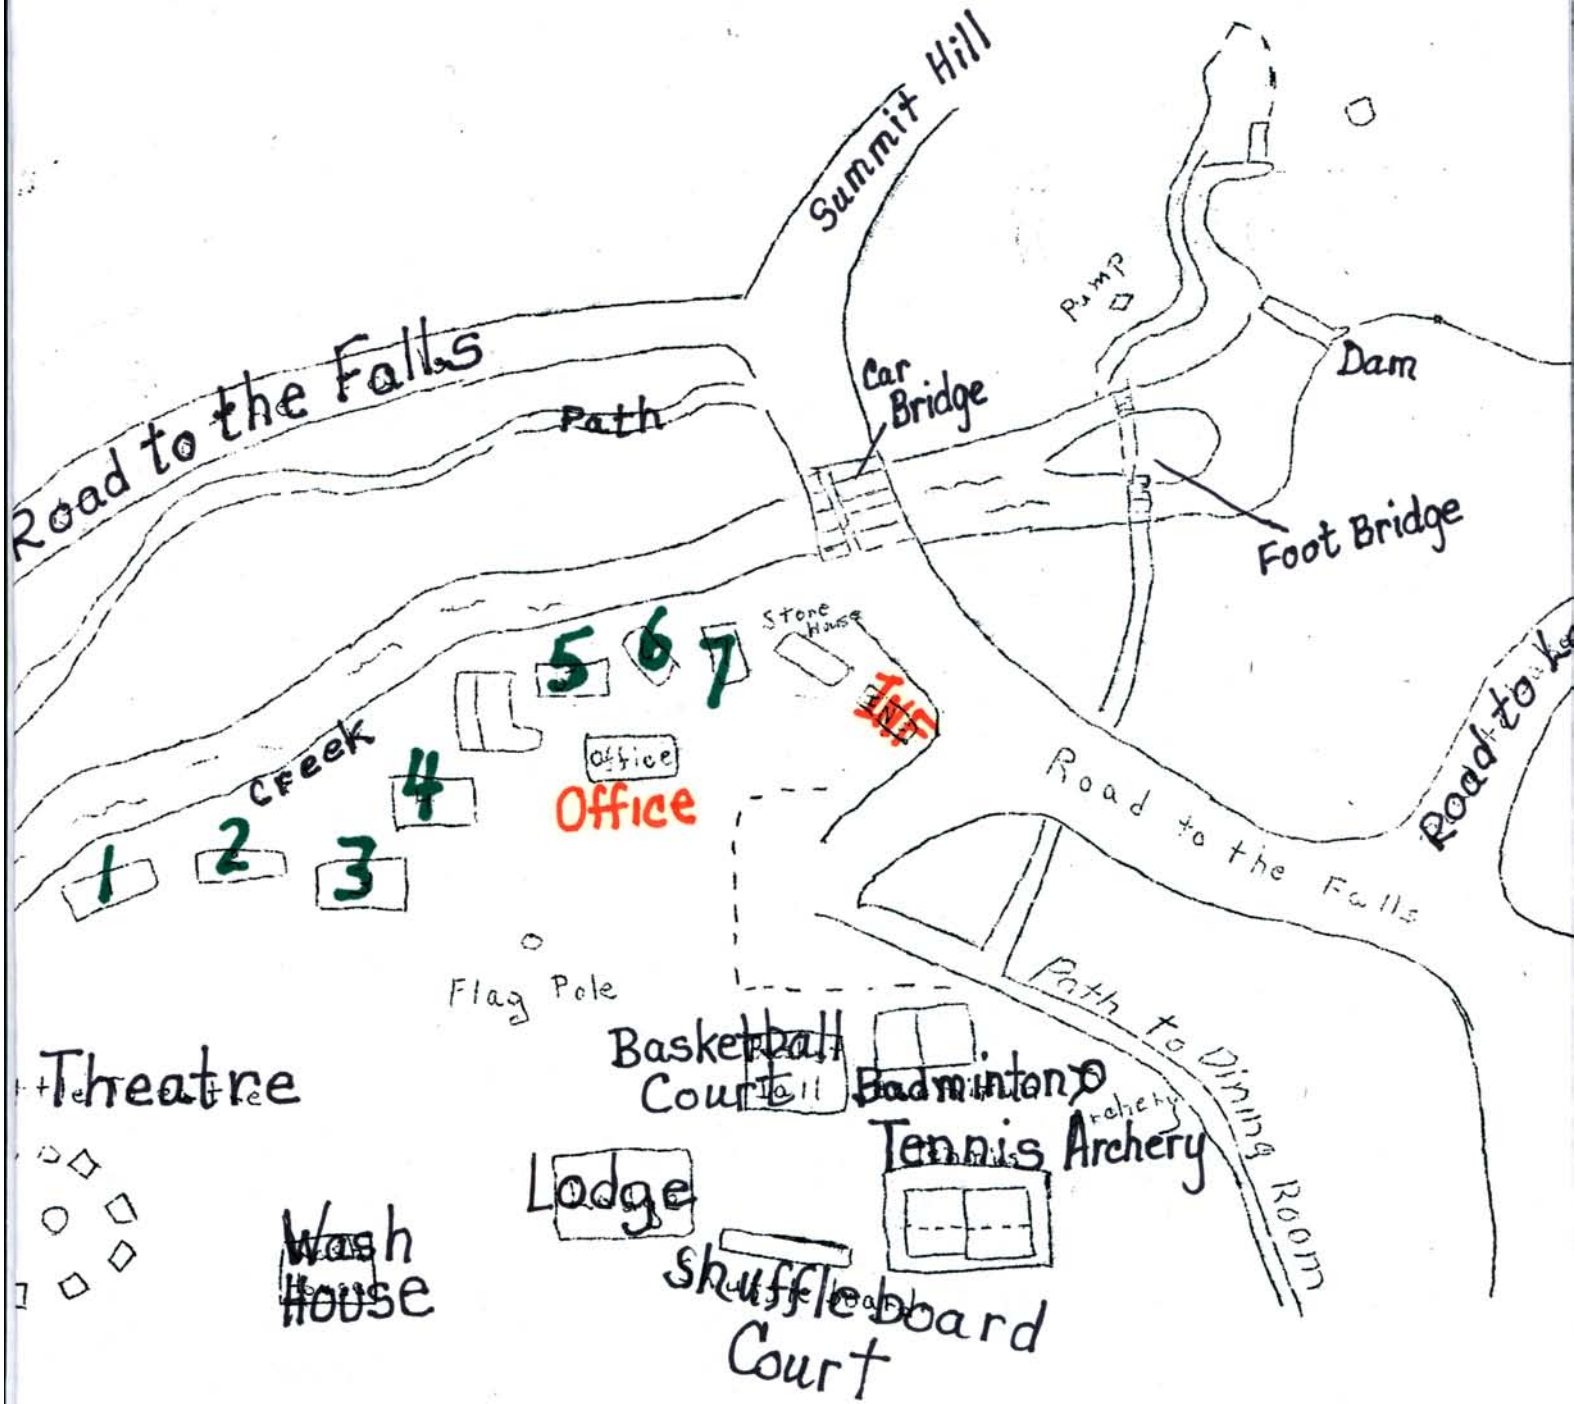 Summit Hill
Pump
Road to the Falls
Car
Bridge
Dam
Path
Foot Bridge
Store
House
5
6
7
INF
Creek
Office
Office
4
Road to
Road to the Falls
1
2
3
Flag Pole
Path to Dining Room
Basketball
Court
Badminton
Theatre
Archery
Tennis
Archery
Lodge
Wash
House
Shuffleboard
Court